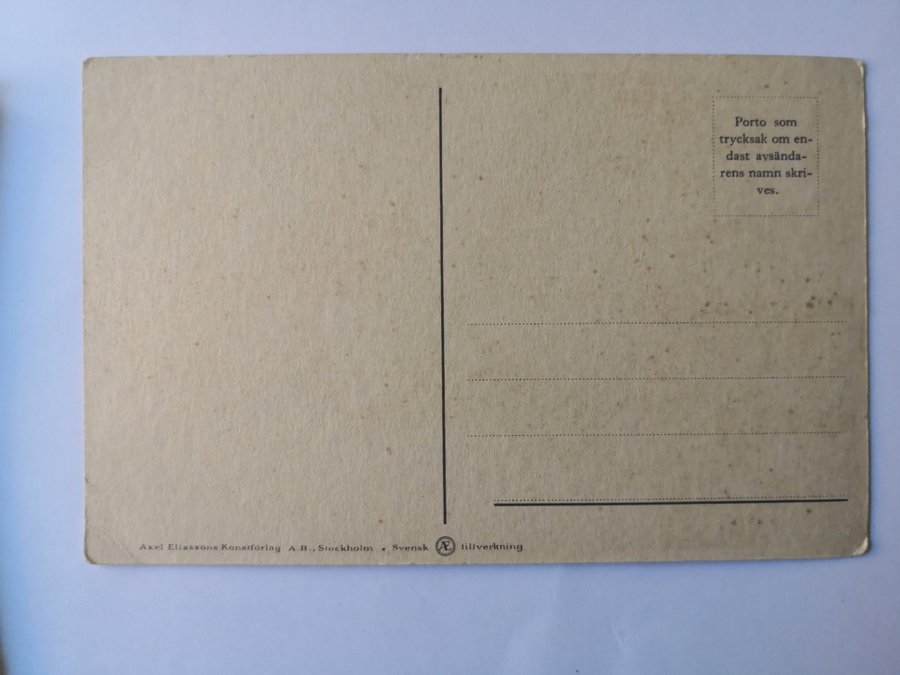 Porto som
trycksak om en-
dast avsända-
rens namn skri-
ves.
Axel Eliassons Konstförlag A.B., Stockholm • Svensk Æ tillverkning